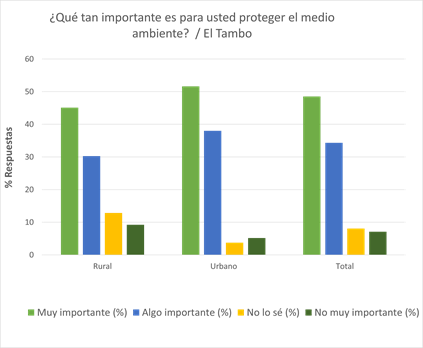 ¿Qué tan importante es para usted proteger el medio
ambiente?  / El Tambo
% Respuestas
60
50
40
30
20
10
0
Rural
Urbano
Total
Muy importante (%)
Algo importante (%)
No lo sé (%)
No muy importante (%)